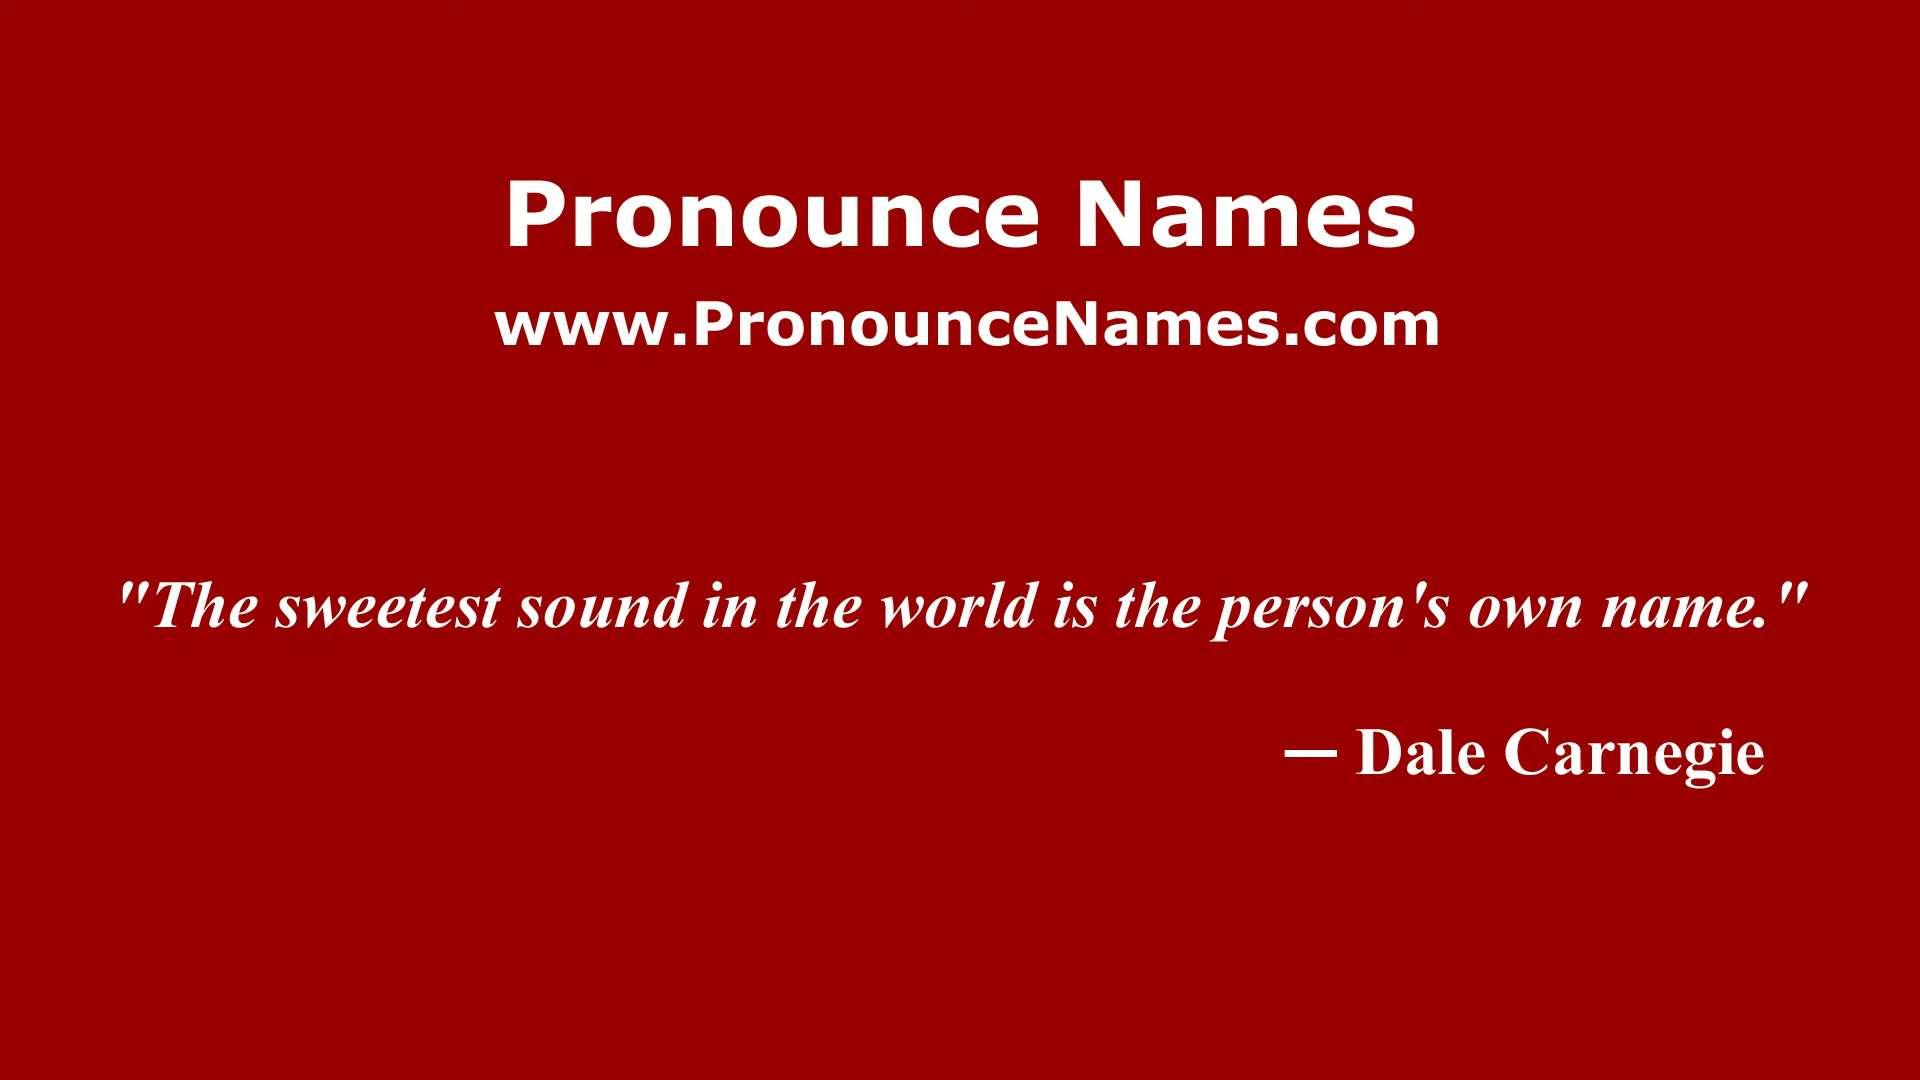 Pronounce Names
www.PronounceNames.com
"The sweetest sound in the world is the person's own name."
— Dale Carnegie